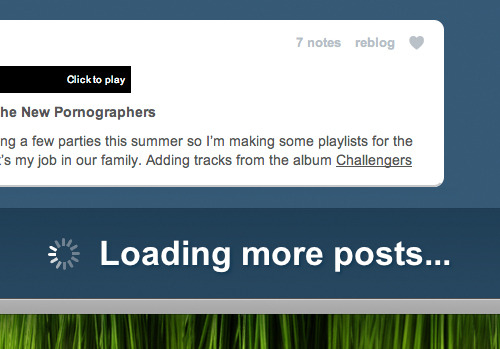 7 notes reblog
Click to play
he New Pornographers
ng a few parties this summer so I'm making some playlists for the
t's my job in our family. Adding tracks from the album Challengers
Loading more posts...